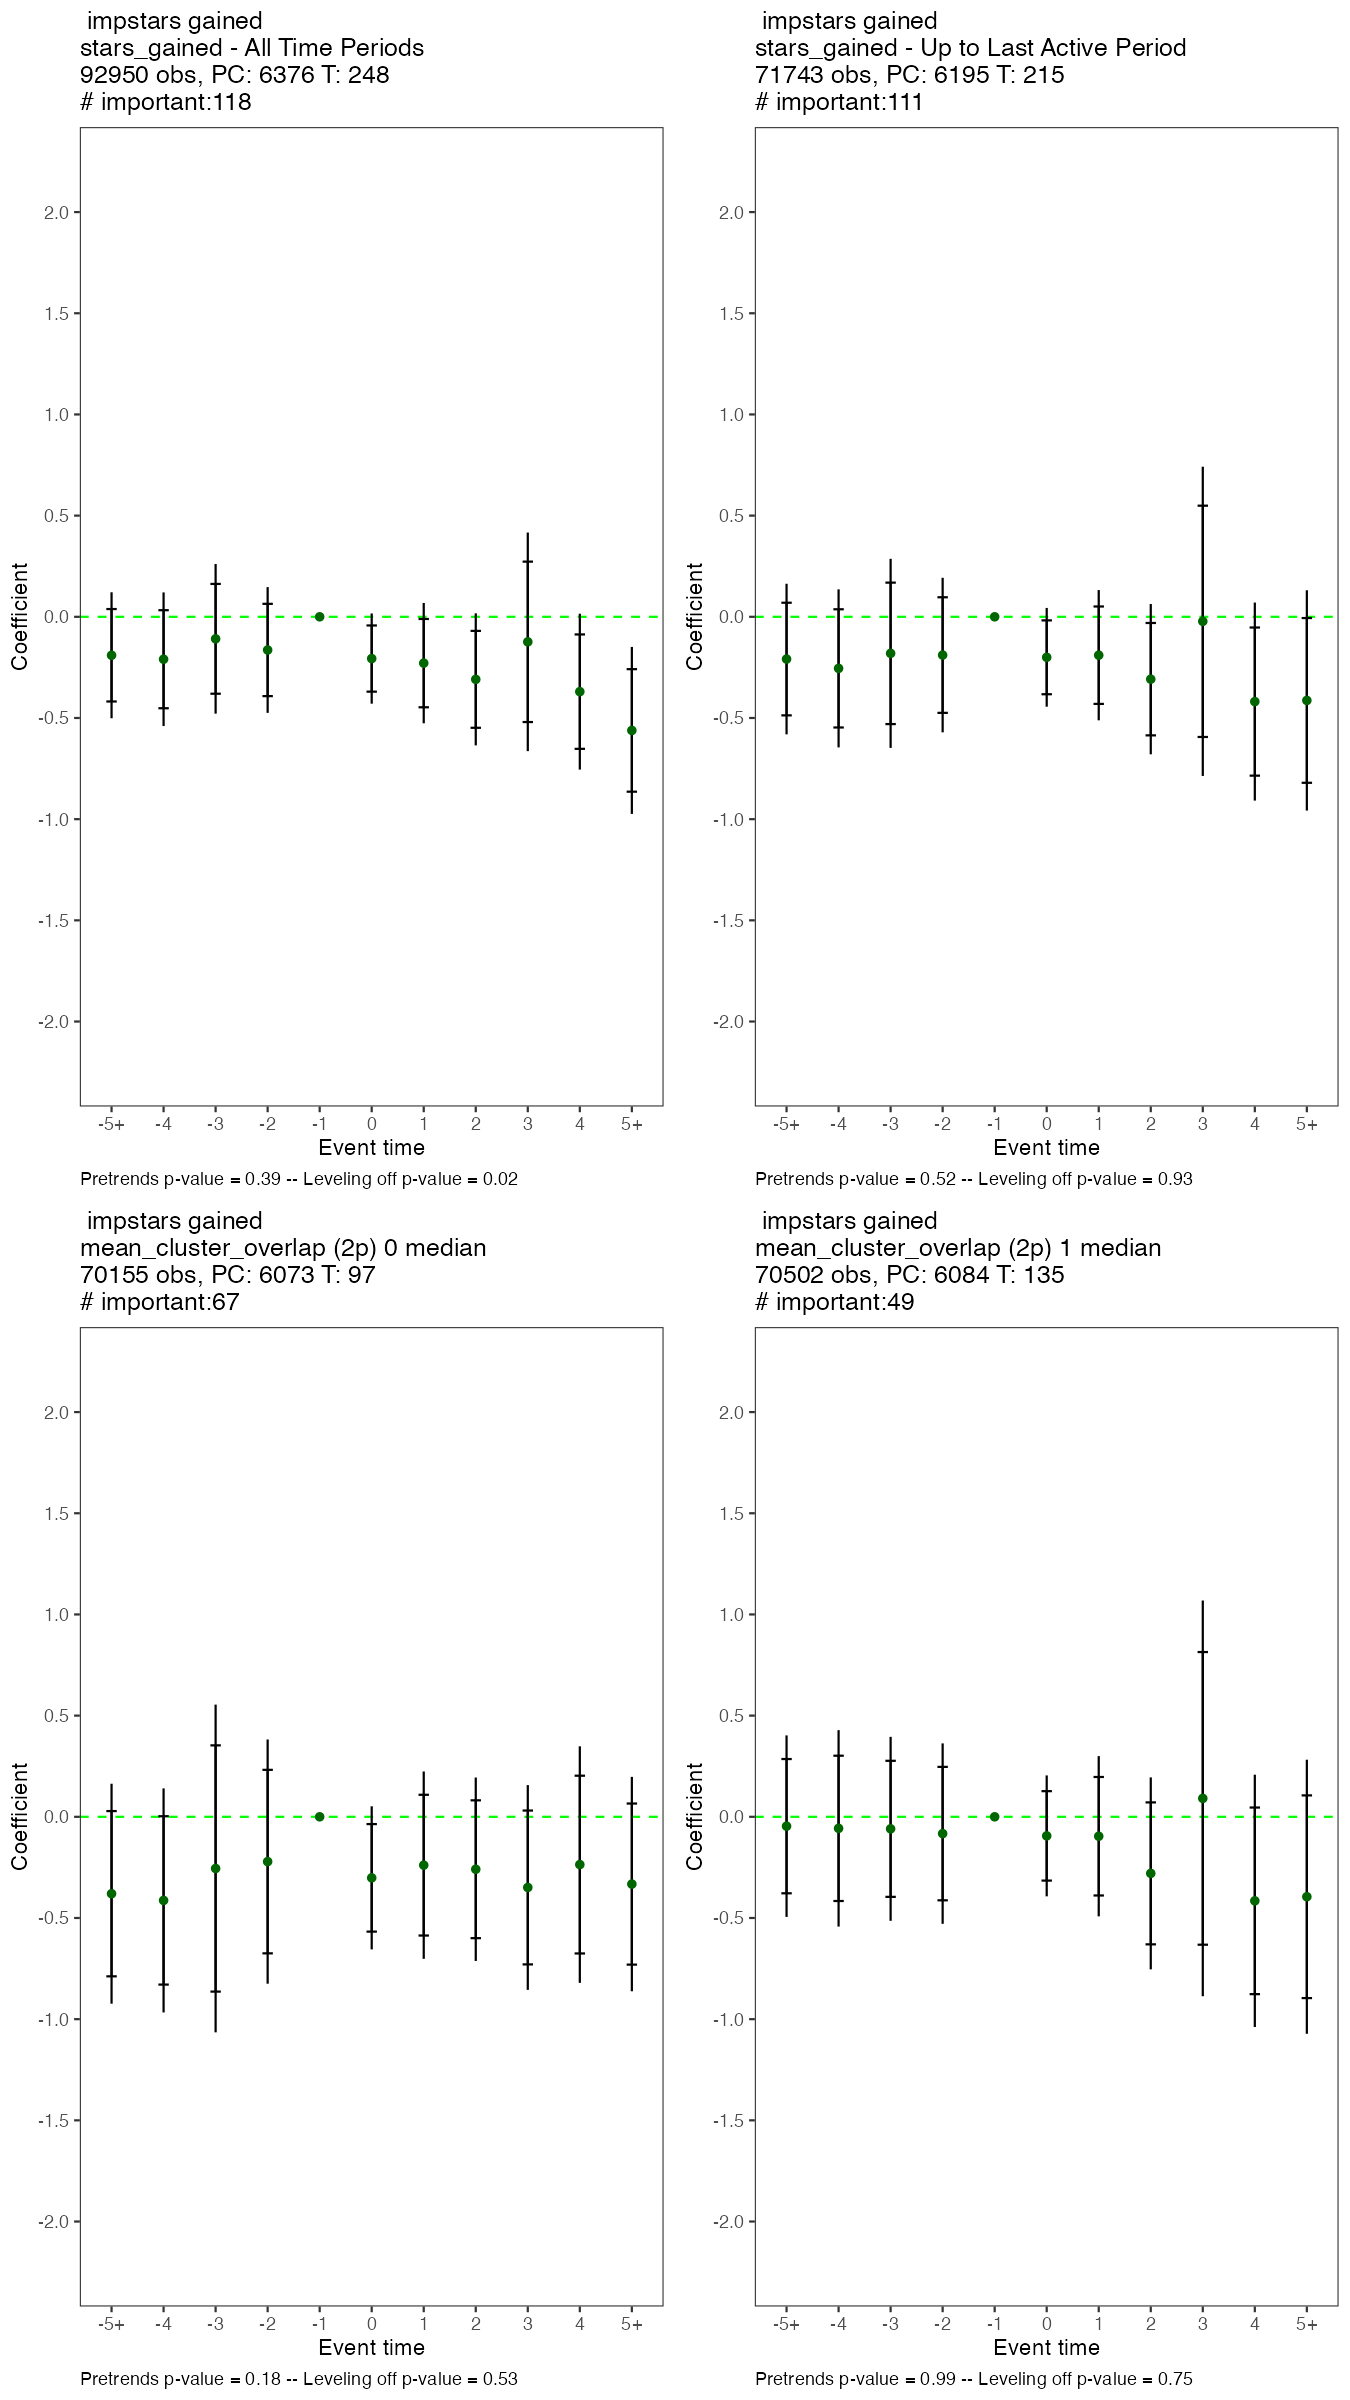 impstars gained
stars_gained - All Time Periods
92950 obs, PC: 6376 T: 248
# important:118
2.0
1.5
1.0
0.5
0.0
-0.5
-1.0
-1.5
-2.0
Coefficient
-5+ -4 -3 -2 -1 0 1 2 3 4 5+
Event time
Pretrends p-value = 0.39 -- Leveling off p-value = 0.02
impstars gained
stars_gained - Up to Last Active Period
71743 obs, PC: 6195 T: 215
# important:111
2.0
1.5
1.0
0.5
0.0
-0.5
-1.0
-1.5
-2.0
Coefficient
-5+ -4 -3 -2 -1 0 1 2 3 4 5+
Event time
Pretrends p-value = 0.52 -- Leveling off p-value = 0.93
impstars gained
mean_cluster_overlap (2p) 0 median
70155 obs, PC: 6073 T: 97
# important:67
2.0
1.5
1.0
0.5
0.0
-0.5
-1.0
-1.5
-2.0
Coefficient
-5+ -4 -3 -2 -1 0 1 2 3 4 5+
Event time
Pretrends p-value = 0.18 -- Leveling off p-value = 0.53
impstars gained
mean_cluster_overlap (2p) 1 median
70502 obs, PC: 6084 T: 135
# important:49
2.0
1.5
1.0
0.5
0.0
-0.5
-1.0
-1.5
-2.0
Coefficient
-5+ -4 -3 -2 -1 0 1 2 3 4 5+
Event time
Pretrends p-value = 0.99 -- Leveling off p-value = 0.75